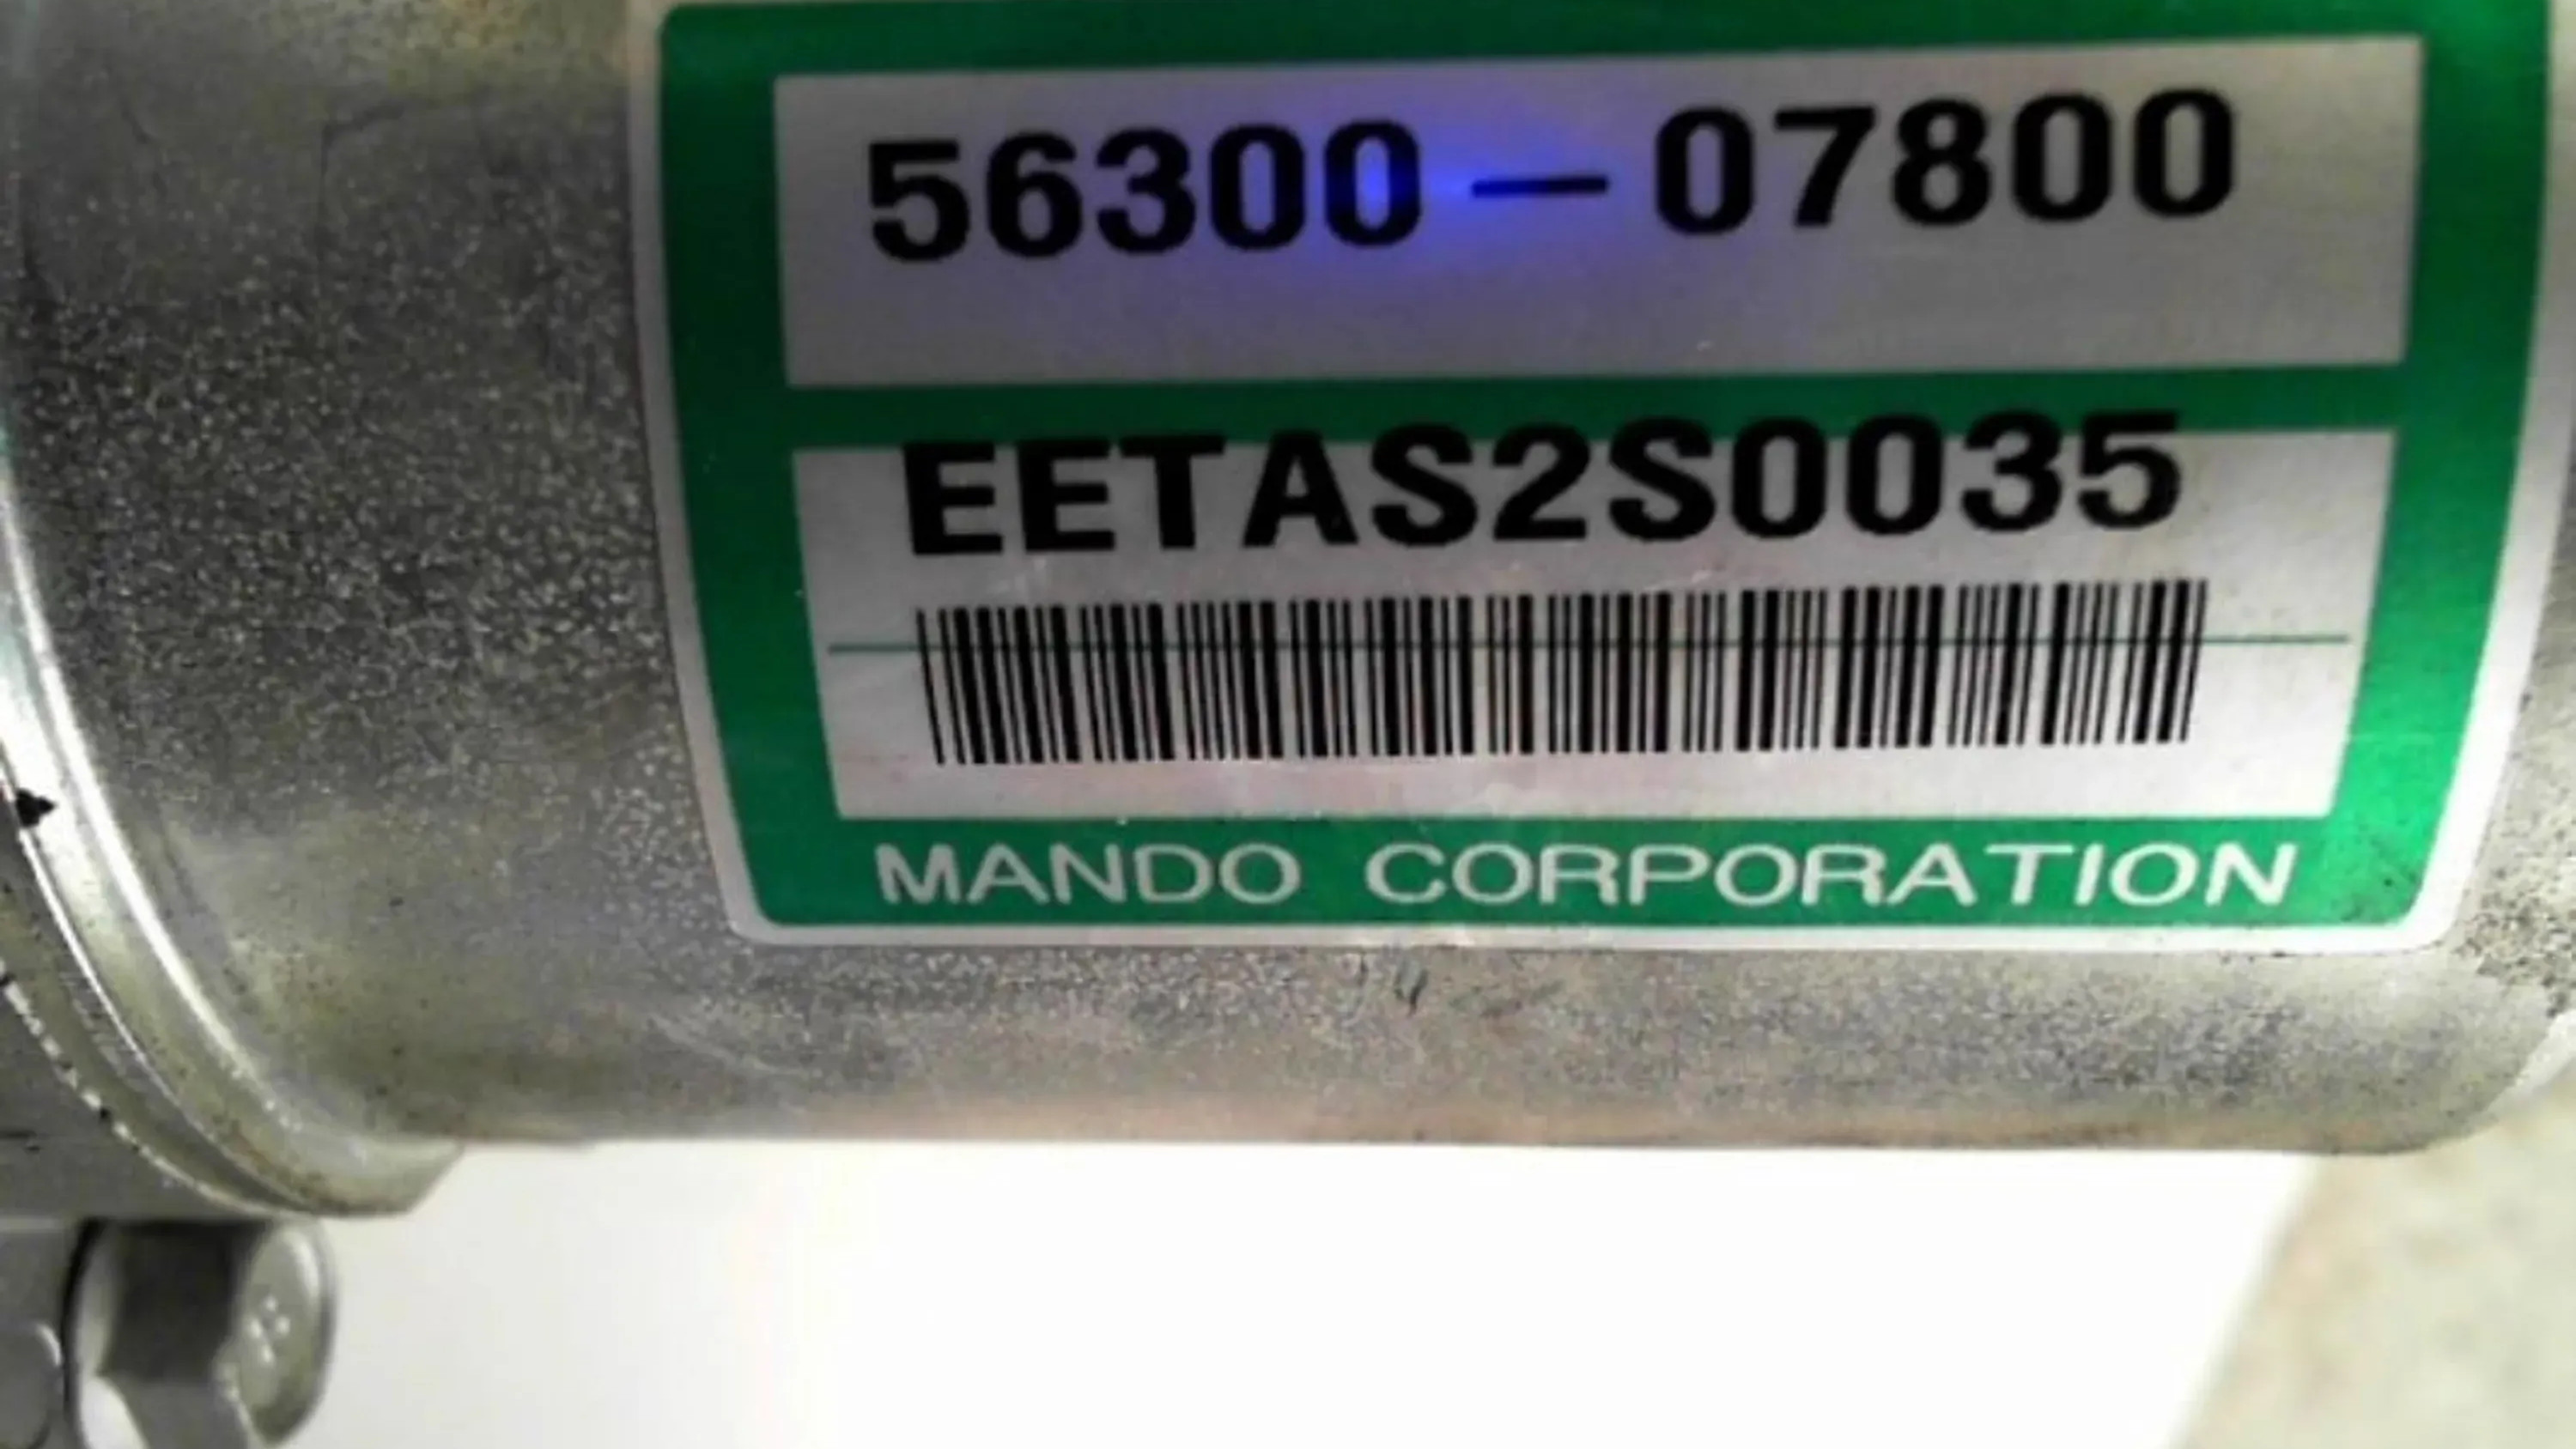 56300-07800
EETAS2S0035
MANDO CORPORATION